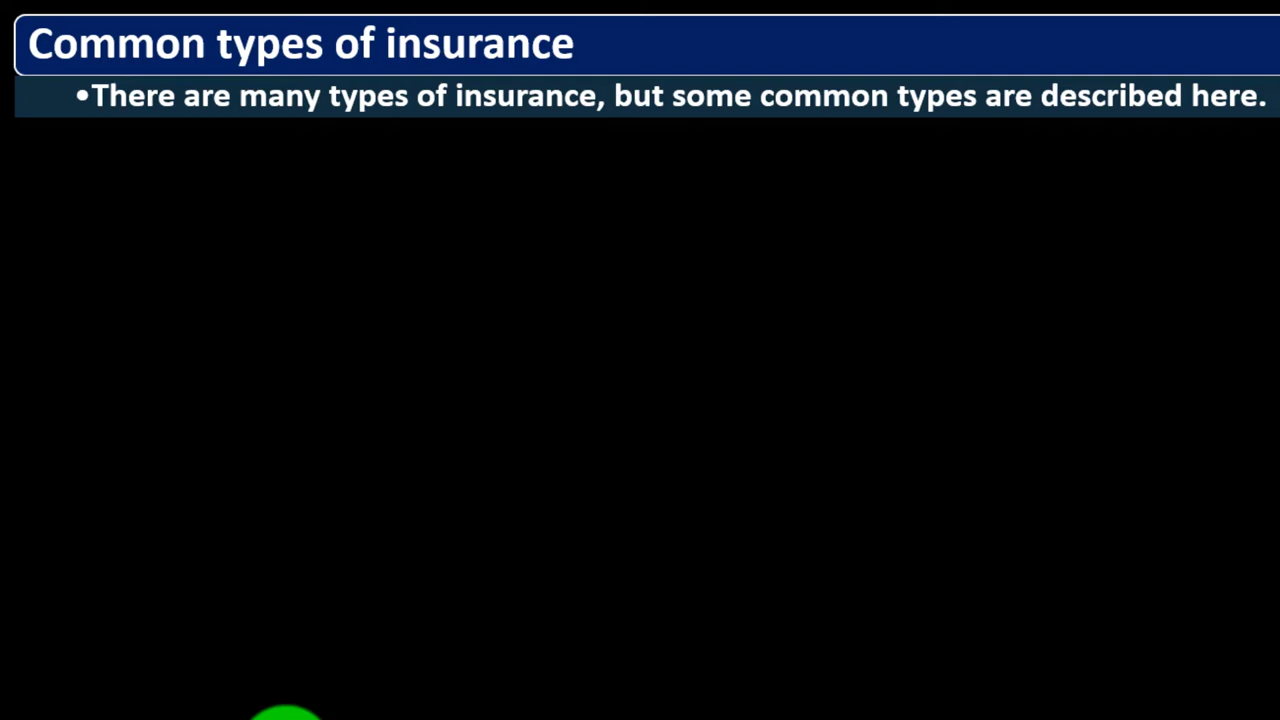 Common types of insurance
•There are many types of insurance, but some common types are described here.